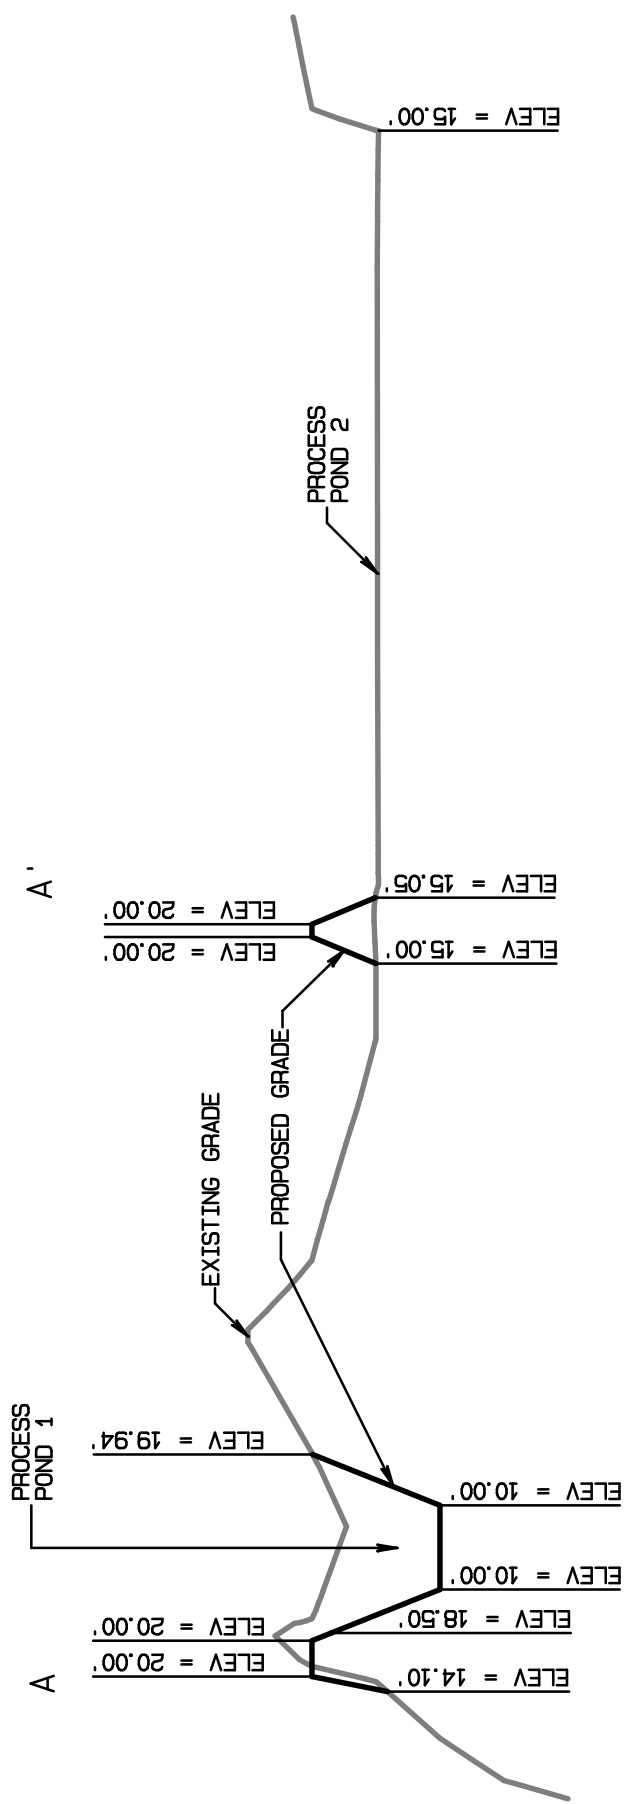 A
A'
PROCESS
POND 1
EXISTING GRADE
PROPOSED GRADE
PROCESS
POND 2
ELEV = 20.00'
ELEV = 20.00'
ELEV = 19.94'
ELEV = 20.00'
ELEV = 20.00'
ELEV = 14.10'
ELEV = 18.50'
ELEV = 10.00'
ELEV = 10.00'
ELEV = 15.00'
ELEV = 15.05'
ELEV = 15.00'